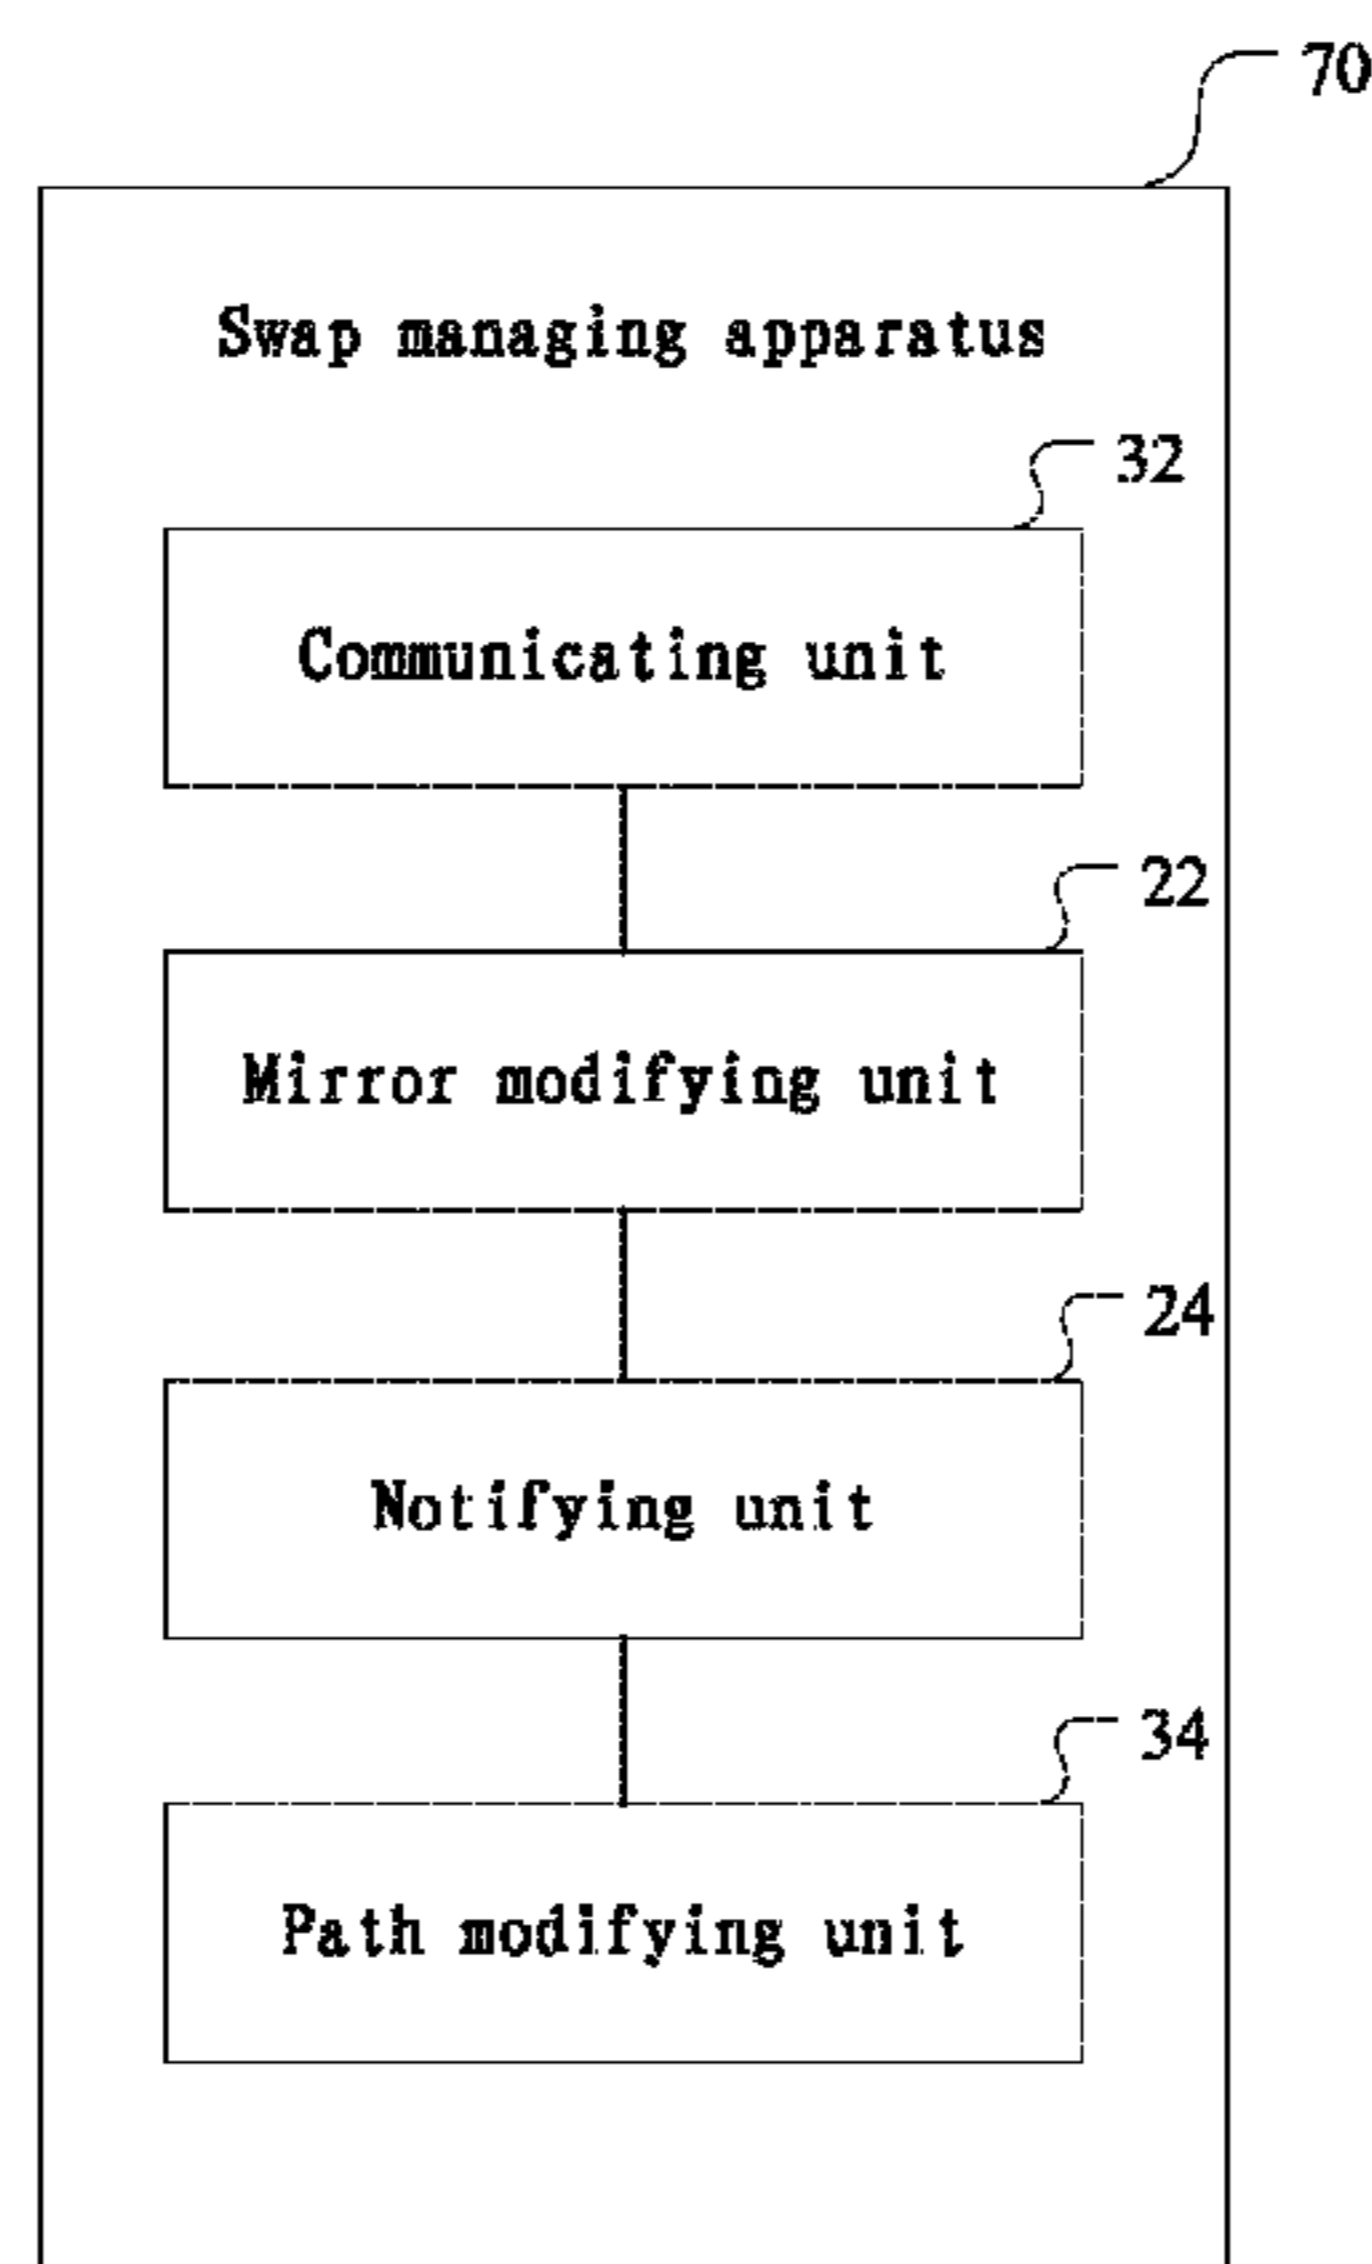 70
Swap managing apparatus
32
Communicating unit
22
Mirror modifying unit
24
Notifying unit
34
Path modifying unit